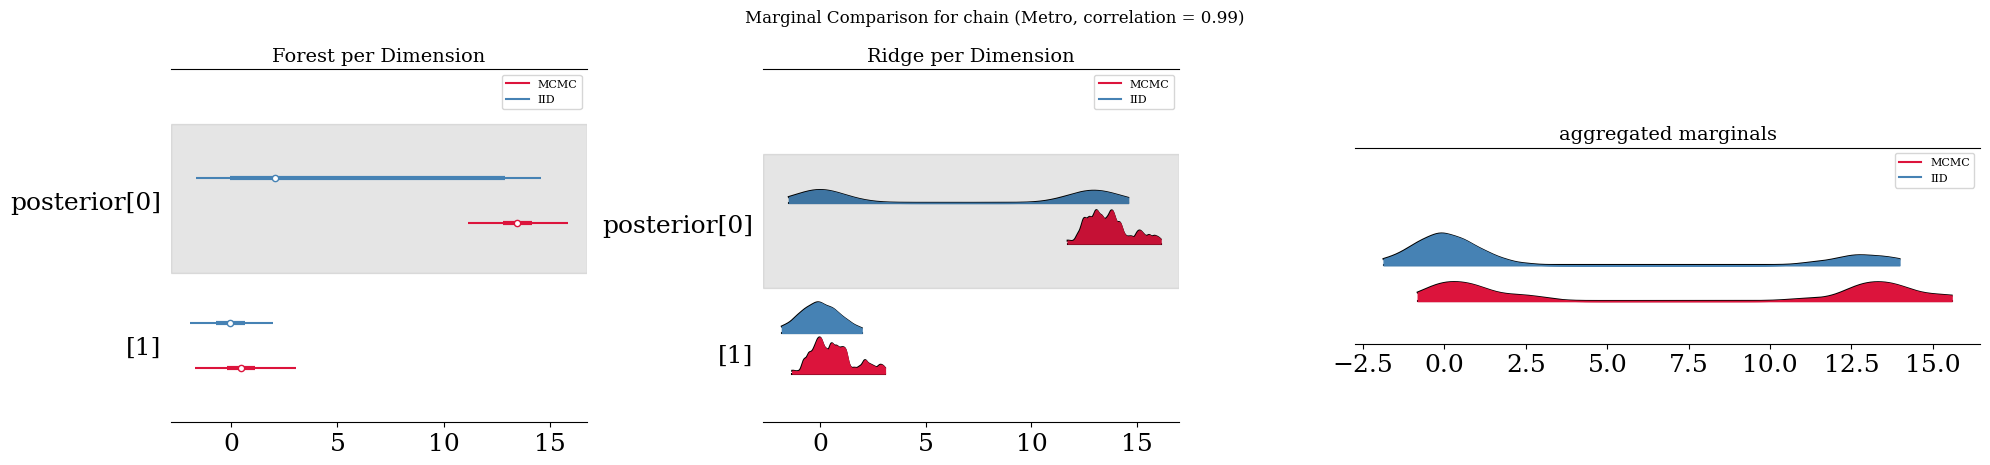 Marginal Comparison for chain (Metro, correlation = 0.99)
Forest per Dimension
MCMC
IID
posterior[0]
[1]
0 5 10 15
Ridge per Dimension
MCMC
IID
posterior[0]
[1]
0 5 10 15
aggregated marginals
MCMC
IID
−2.5 0.0 2.5 5.0 7.5 10.0 12.5 15.0